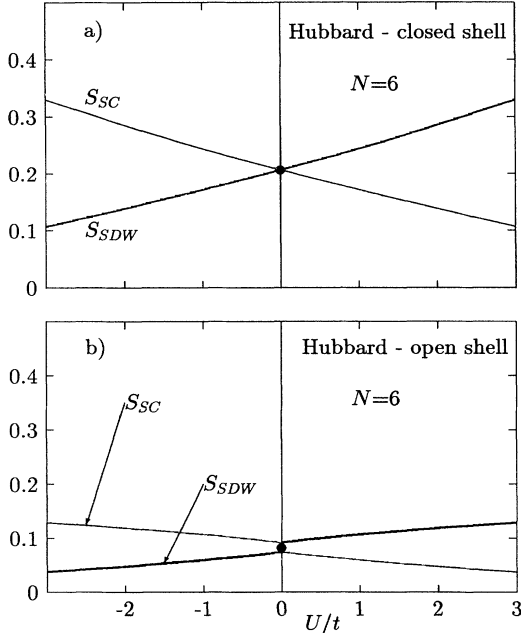 a) Hubbard - closed shell
N=6
0.4
0.3
0.2
0.1
0
S_SC
S_SDW
b) Hubbard - open shell
N=6
0.4
0.3
0.2
0.1
0
S_SC
S_SDW
-2 -1 0 1 2 3
U/t